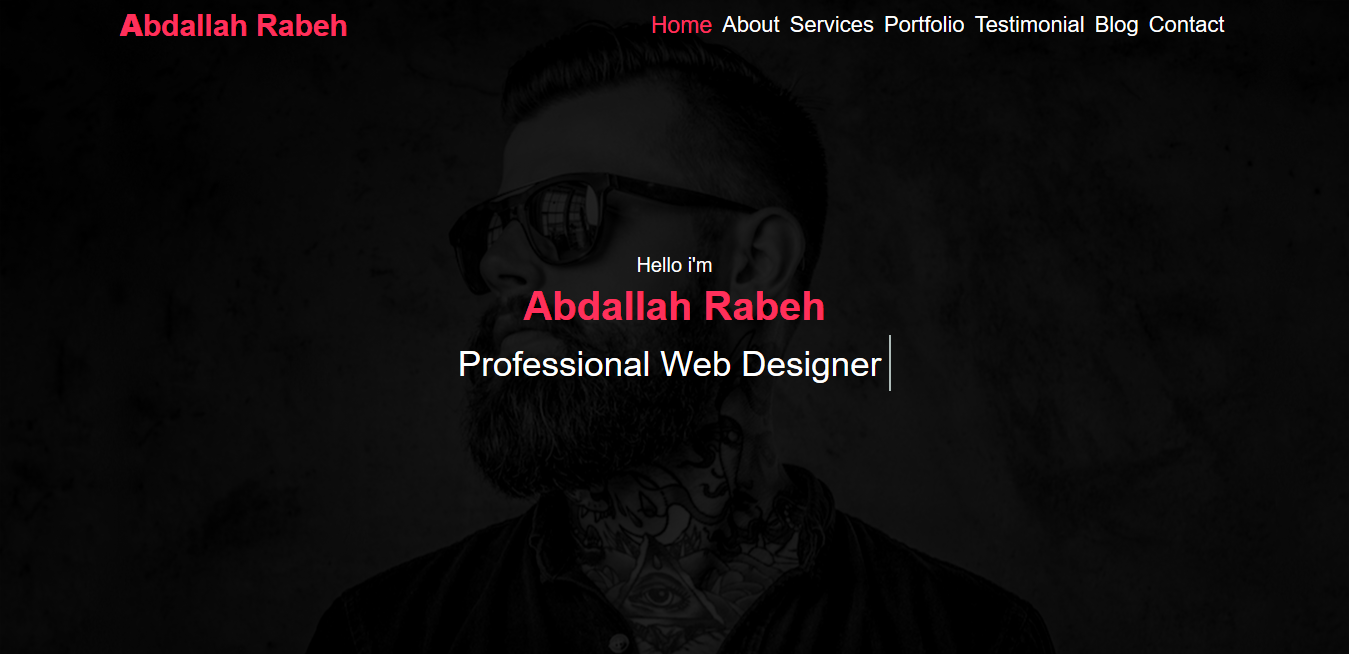 Abdallah Rabeh
Home About Services Portfolio Testimonial Blog Contact
Hello i'm
Abdallah Rabeh
Professional Web Designer